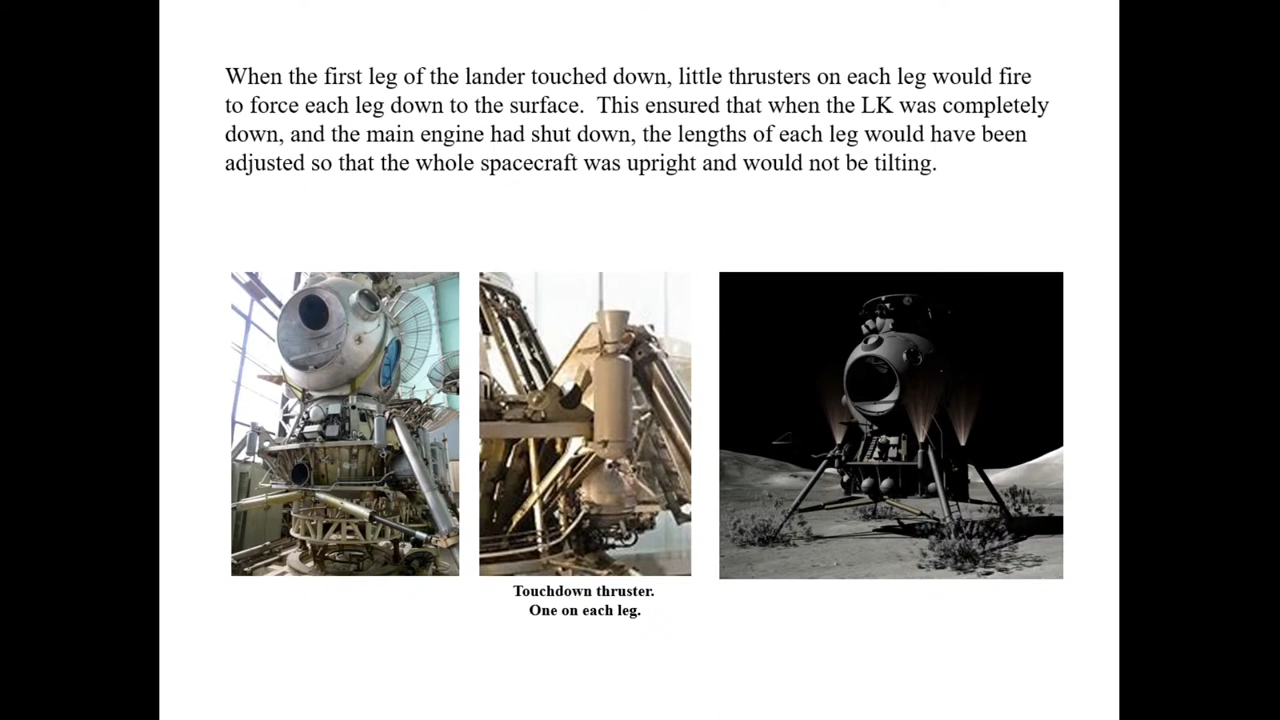 When the first leg of the lander touched down, little thrusters on each leg would fire
to force each leg down to the surface.  This ensured that when the LK was completely
down, and the main engine had shut down, the lengths of each leg would have been
adjusted so that the whole spacecraft was upright and would not be tilting.
Touchdown thruster.
One on each leg.